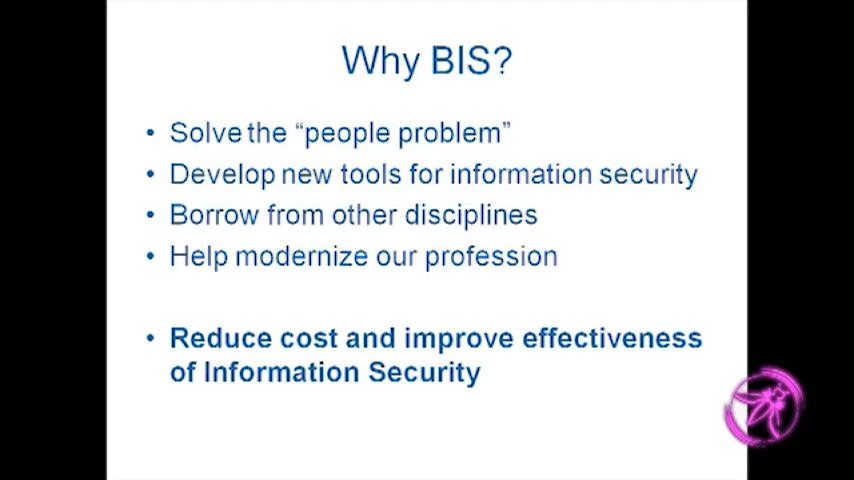 Why BIS?
• Solve the “people problem”
• Develop new tools for information security
• Borrow from other disciplines
• Help modernize our profession
• Reduce cost and improve effectiveness
of Information Security